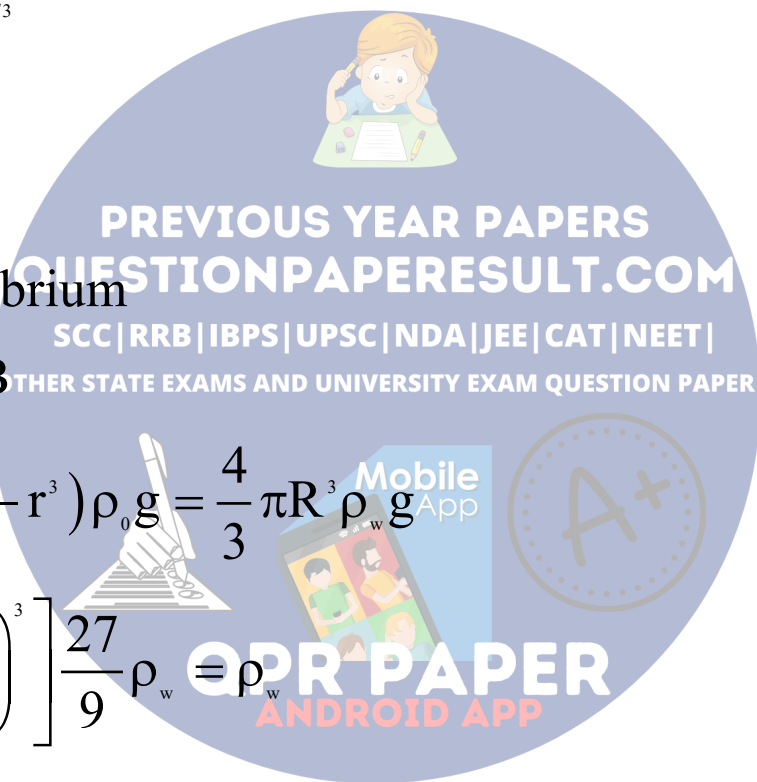 /3
PREVIOUS YEAR PAPERS
QUESTIONPAPERESULT.COM
brium
SCC|RRB|IBPS|UPSC|NDA|JEE|CAT|NEET|
3
OTHER STATE EXAMS AND UNIVERSITY EXAM QUESTION PAPER
Mobile
App
A+
− r³ ) ρ₀g = 4/3 πR³ρ_w g
)³ ] 27/9 ρ_w = ρ_w
QPR PAPER
ANDROID APP